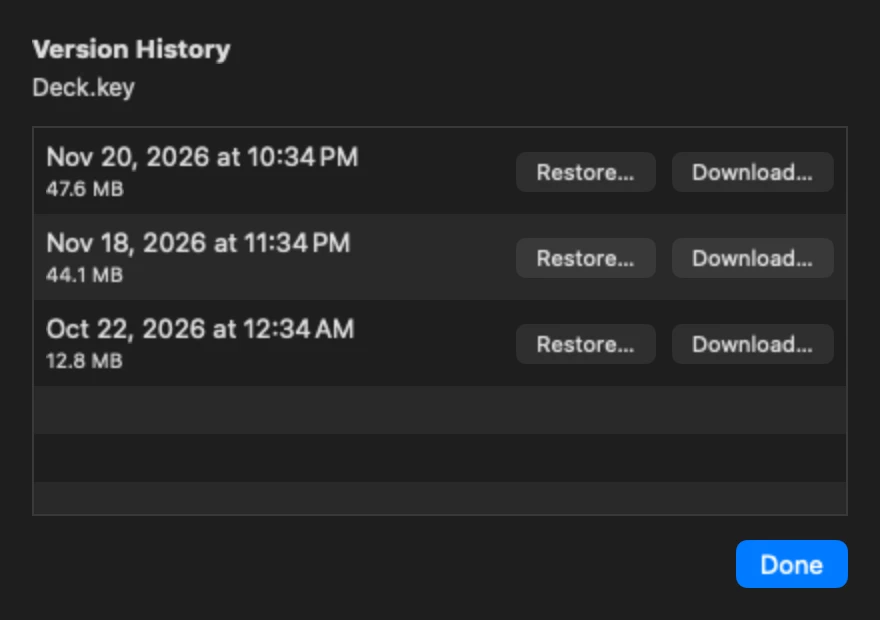 Version History
Deck.key
Nov 20, 2026 at 10:34 PM
47.6 MB
Restore...
Download...
Nov 18, 2026 at 11:34 PM
44.1 MB
Restore...
Download...
Oct 22, 2026 at 12:34 AM
12.8 MB
Restore...
Download...
Done